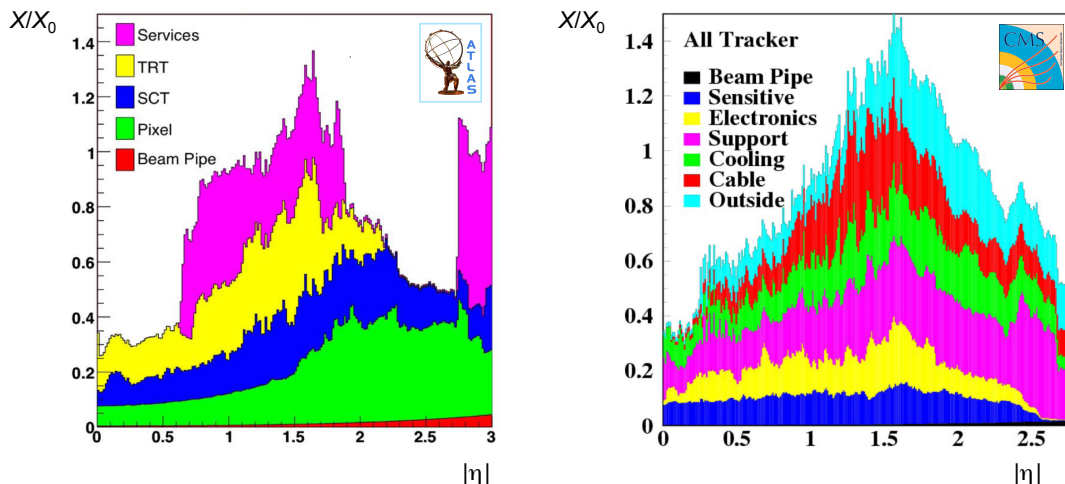 X/X0
1.4
1.2
1
0.8
0.6
0.4
0.2
0
Services
TRT
SCT
Pixel
Beam Pipe
ATLAS
0 0.5 1 1.5 2 2.5 3
|η|
X/X0
1.4
1.2
1
0.8
0.6
0.4
0.2
0
All Tracker
Beam Pipe
Sensitive
Electronics
Support
Cooling
Cable
Outside
CMS
0 0.5 1 1.5 2 2.5
|η|